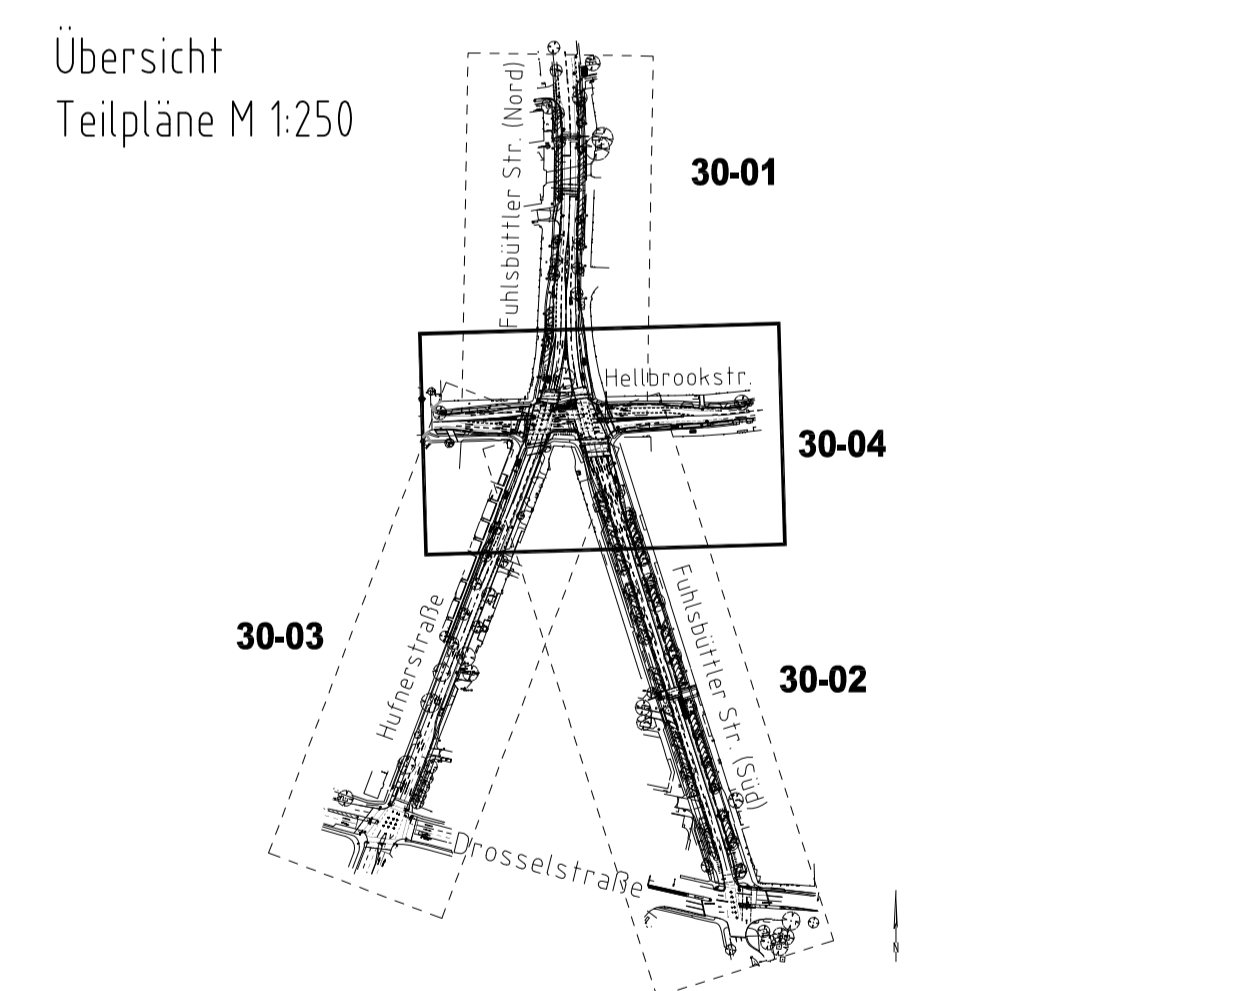 Übersicht
Teilpläne M 1:250
Fuhlsbüttler Str. (Nord)
30-01
Hellbrookstr.
30-04
30-03
Hufnerstraße
Fuhlsbüttler Str. (Süd)
30-02
Drosselstraße
N